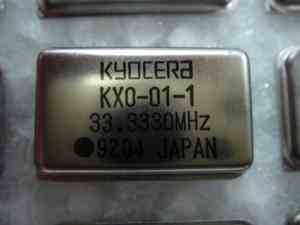 KYOCERA
KXO-01-1
33.3330MHz
9204 JAPAN